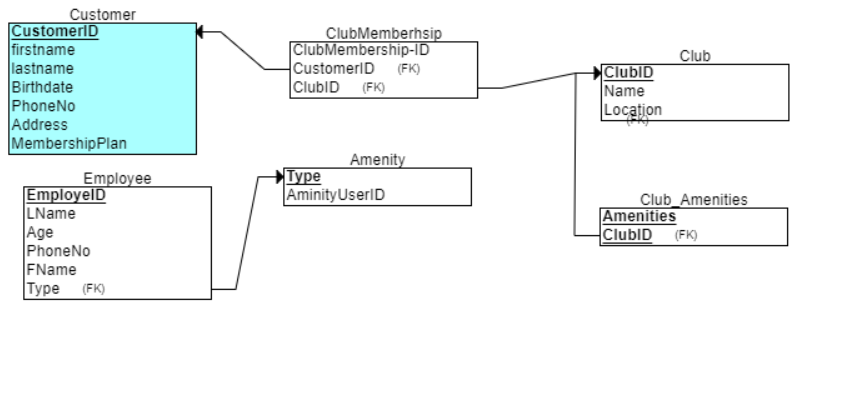 Customer
CustomerID
firstname
lastname
Birthdate
PhoneNo
Address
MembershipPlan
ClubMemberhsip
ClubMembership-ID
CustomerID (FK)
ClubID (FK)
Club
ClubID
Name
Location
(FK)
Employee
EmployeID
LName
Age
PhoneNo
FName
Type (FK)
Amenity
Type
AminityUserID
Club_Amenities
Amenities
ClubID (FK)